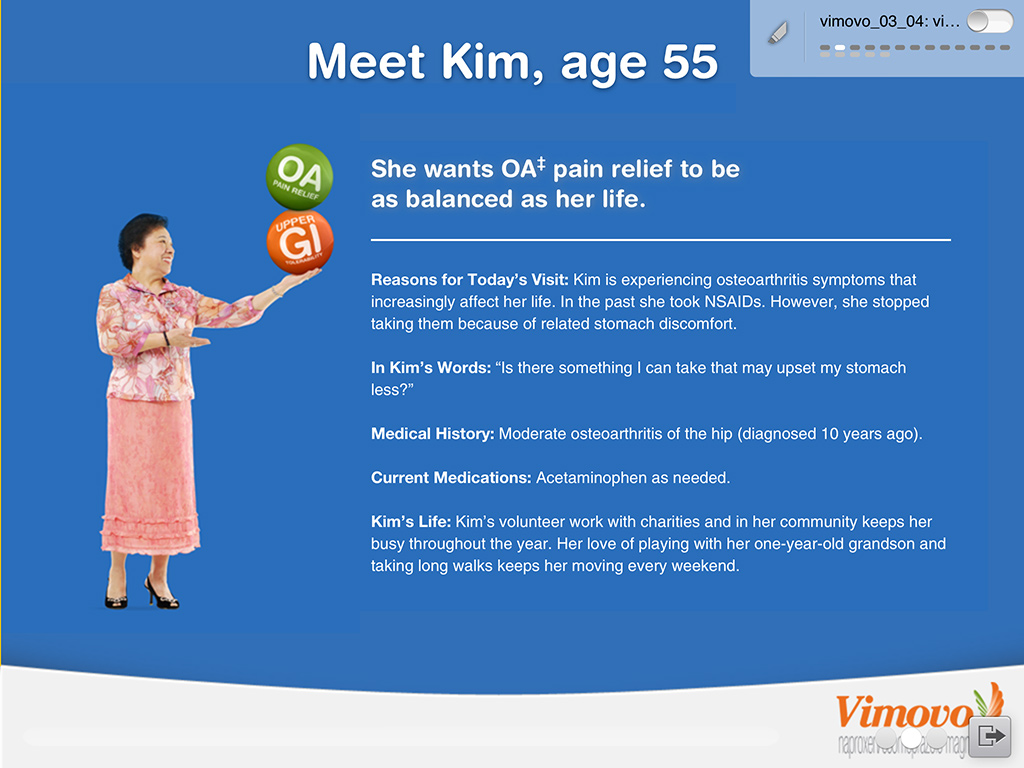 vimovo_03_04: vi...
Meet Kim, age 55
OA
PAIN RELIEF
UPPER
GI
TOLERABILITY
She wants OA‡ pain relief to be
as balanced as her life.
Reasons for Today’s Visit: Kim is experiencing osteoarthritis symptoms that
increasingly affect her life. In the past she took NSAIDs. However, she stopped
taking them because of related stomach discomfort.
In Kim’s Words: “Is there something I can take that may upset my stomach
less?”
Medical History: Moderate osteoarthritis of the hip (diagnosed 10 years ago).
Current Medications: Acetaminophen as needed.
Kim’s Life: Kim’s volunteer work with charities and in her community keeps her
busy throughout the year. Her love of playing with her one-year-old grandson and
taking long walks keeps her moving every weekend.
Vimovo